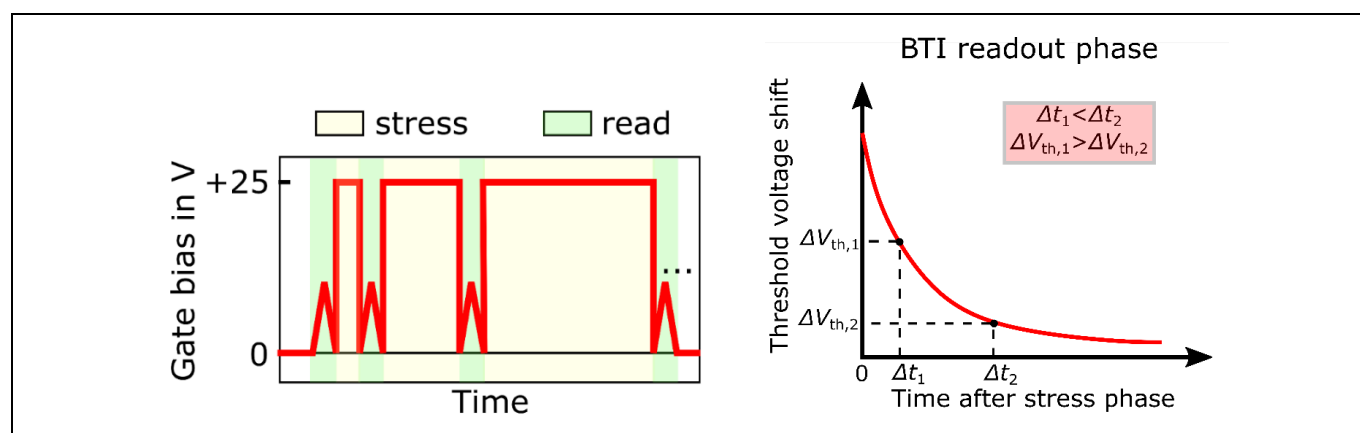 stress
read
Gate bias in V
+25
0
...
Time
BTI readout phase
Threshold voltage shift
Δt₁<Δt₂
ΔVth,1>ΔVth,2
ΔVth,1
ΔVth,2
0
Δt₁
Δt₂
Time after stress phase